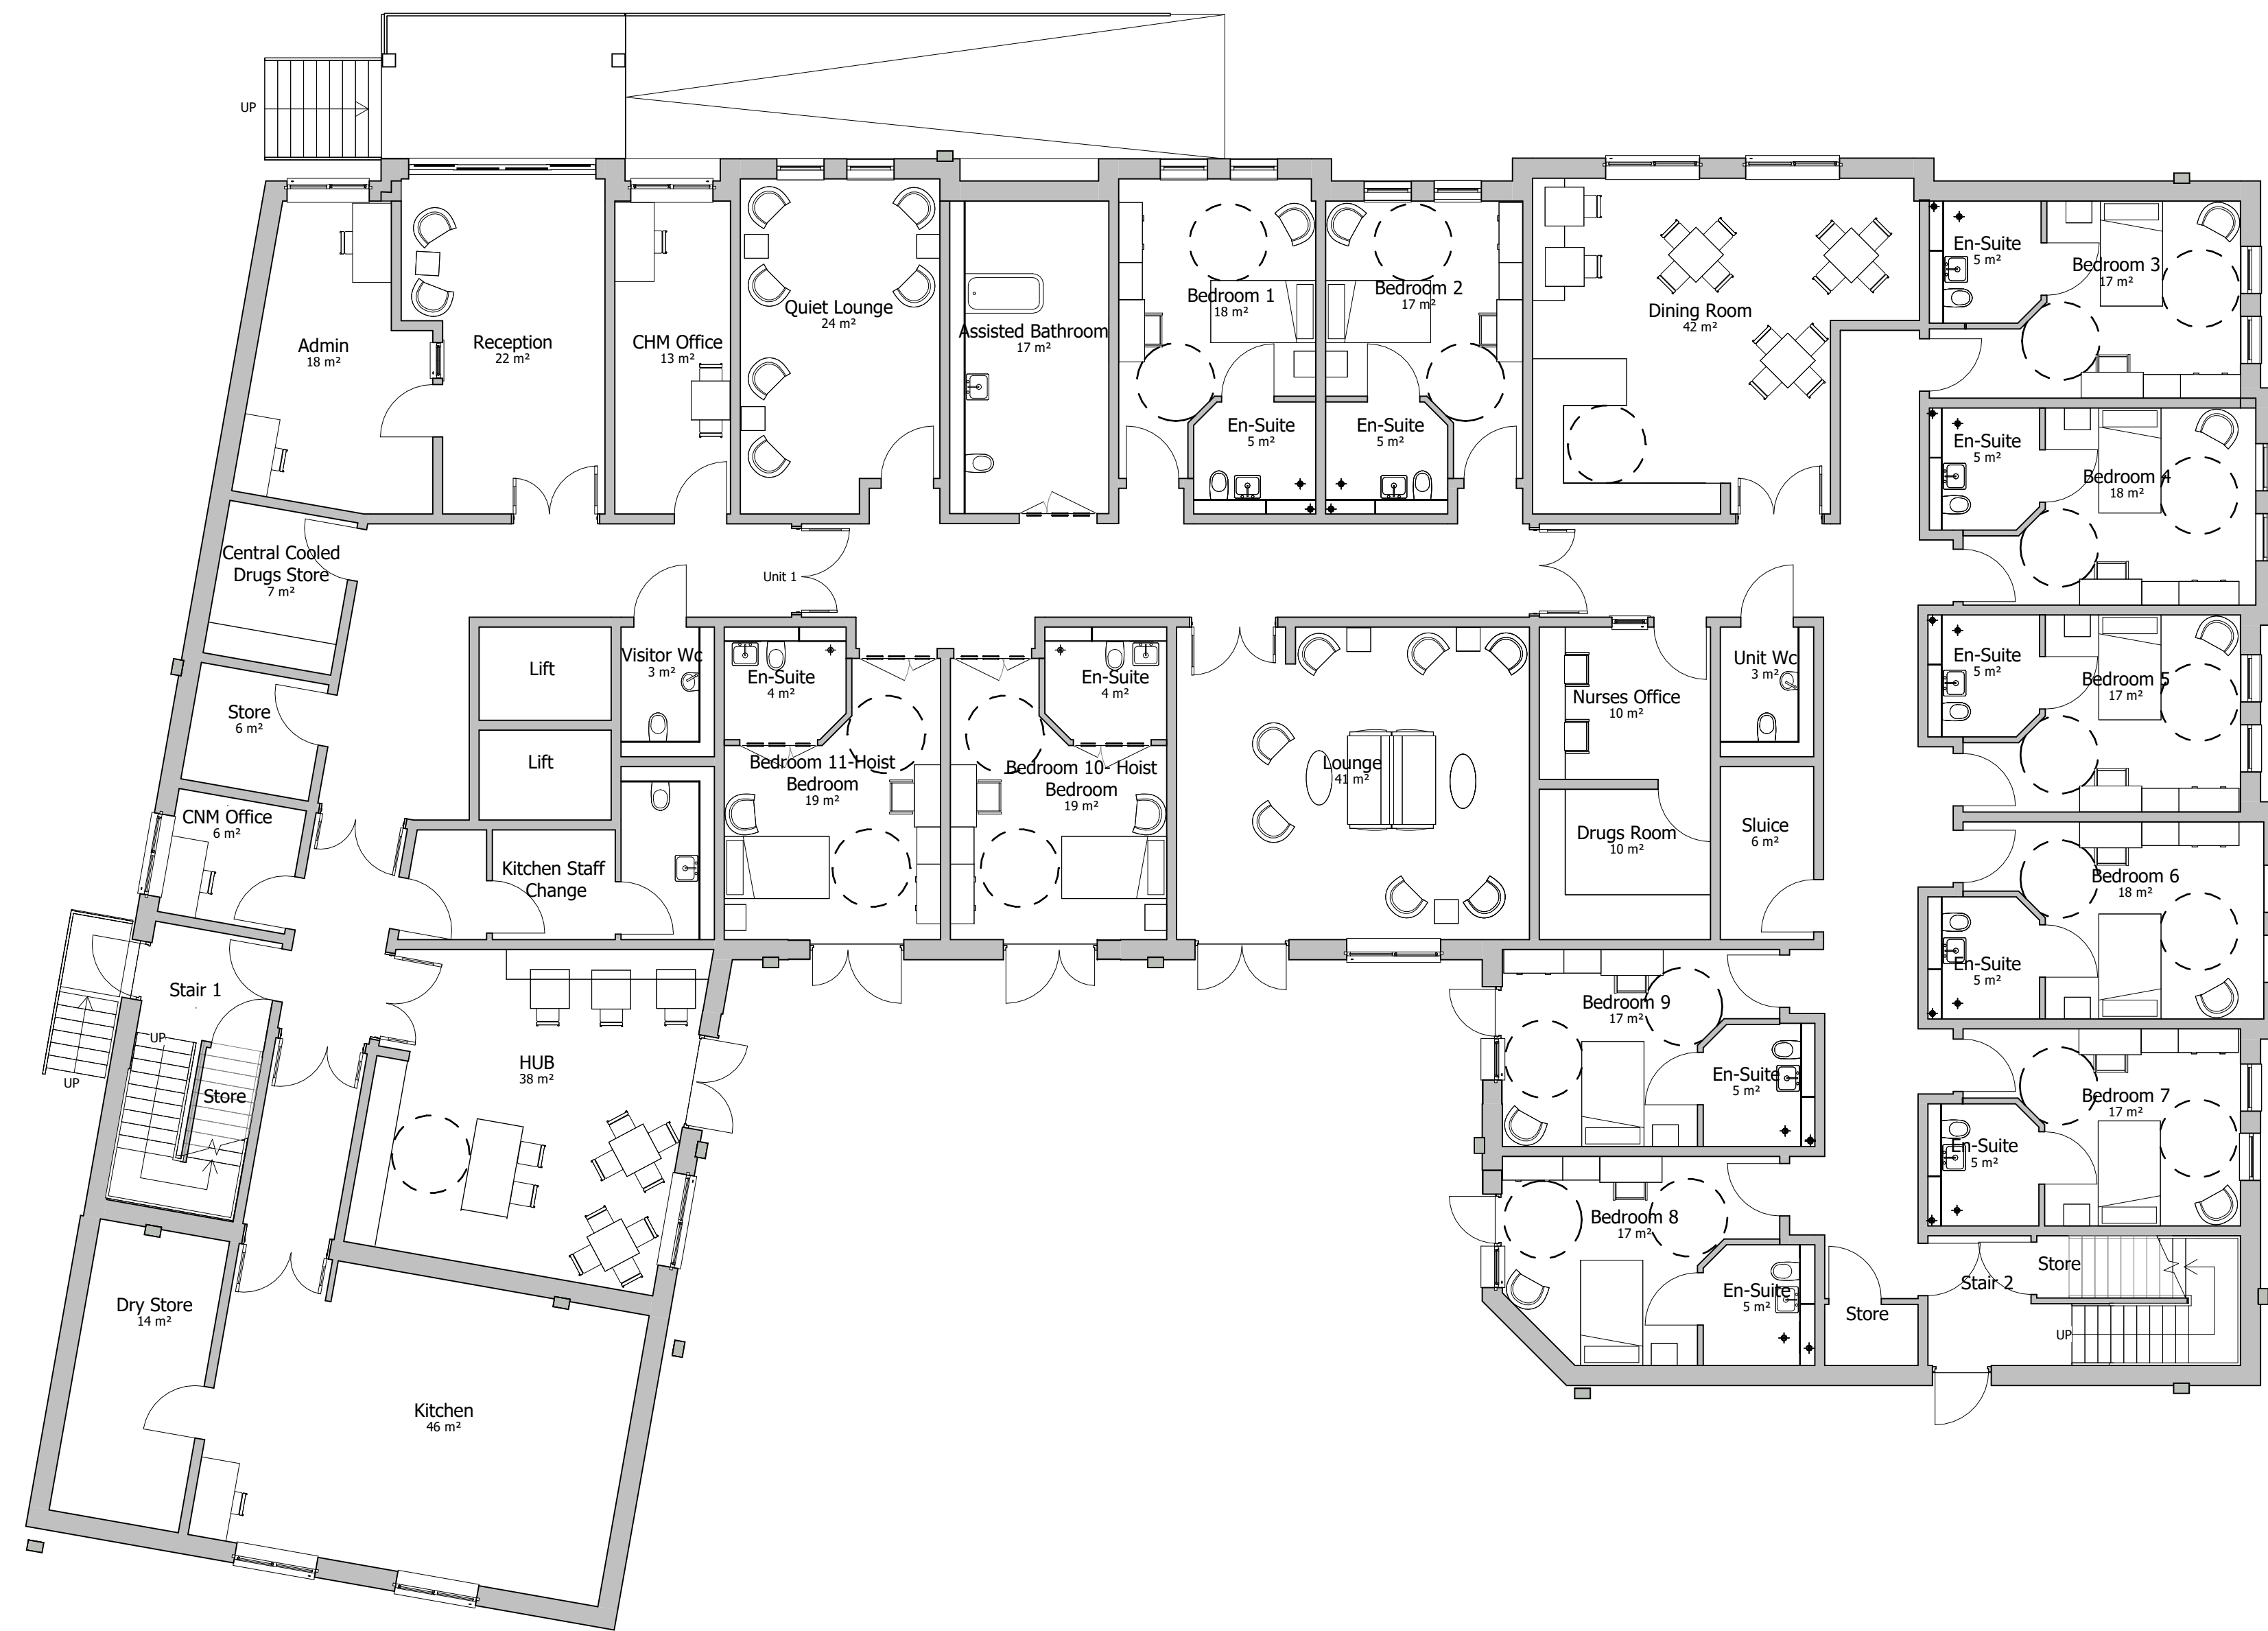 UP
Admin
18 m²
Reception
22 m²
CHM Office
13 m²
Quiet Lounge
24 m²
Assisted Bathroom
17 m²
Bedroom 1
18 m²
En-Suite
5 m²
Bedroom 2
17 m²
En-Suite
5 m²
Dining Room
42 m²
En-Suite
5 m²
Bedroom 3
17 m²
En-Suite
5 m²
Bedroom 4
18 m²
Central Cooled
Drugs Store
7 m²
Unit 1
Store
6 m²
Lift
Lift
Visitor Wc
3 m²
En-Suite
4 m²
Bedroom 11-Hoist
Bedroom
19 m²
En-Suite
4 m²
Bedroom 10- Hoist
Bedroom
19 m²
Lounge
41 m²
Nurses Office
10 m²
Unit Wc
3 m²
En-Suite
5 m²
Bedroom 5
17 m²
CNM Office
6 m²
Kitchen Staff
Change
Drugs Room
10 m²
Sluice
6 m²
Bedroom 6
18 m²
En-Suite
5 m²
Stair 1
UP
UP
Store
HUB
38 m²
Bedroom 9
17 m²
En-Suite
5 m²
Bedroom 7
17 m²
En-Suite
5 m²
Bedroom 8
17 m²
En-Suite
5 m²
Store
Stair 2
Store
UP
Dry Store
14 m²
Kitchen
46 m²